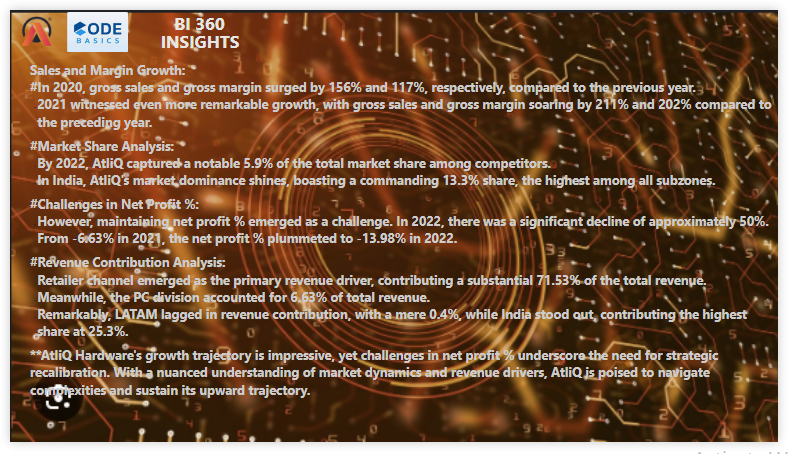 CODE
BASICS
BI 360
INSIGHTS
Sales and Margin Growth:
#In 2020, gross sales and gross margin surged by 156% and 117%, respectively, compared to the previous year.
2021 witnessed even more remarkable growth, with gross sales and gross margin soaring by 211% and 202% compared to
the preceding year.
#Market Share Analysis:
By 2022, AtliQ captured a notable 5.9% of the total market share among competitors.
In India, AtliQ's market dominance shines, boasting a commanding 13.3% share, the highest among all subzones.
#Challenges in Net Profit %:
However, maintaining net profit % emerged as a challenge. In 2022, there was a significant decline of approximately 50%.
From -6.63% in 2021, the net profit % plummeted to -13.98% in 2022.
#Revenue Contribution Analysis:
Retailer channel emerged as the primary revenue driver, contributing a substantial 71.53% of the total revenue.
Meanwhile, the PC division accounted for 6.63% of total revenue.
Remarkably, LATAM lagged in revenue contribution, with a mere 0.4%, while India stood out, contributing the highest
share at 25.3%.
**AtliQ Hardware's growth trajectory is impressive, yet challenges in net profit % underscore the need for strategic
recalibration. With a nuanced understanding of market dynamics and revenue drivers, AtliQ is poised to navigate
complexities and sustain its upward trajectory.